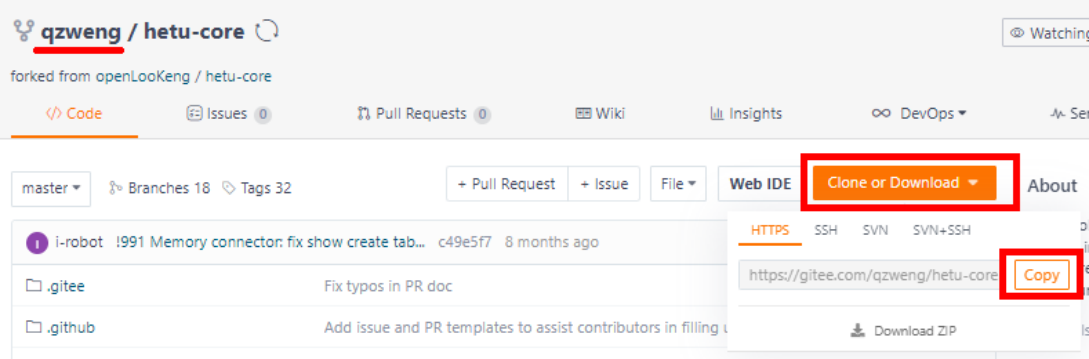 qzweng / hetu-core
Watching
forked from openLooKeng / hetu-core
Code Issues 0 Pull Requests 0 Wiki Insights DevOps Se
master Branches 18 Tags 32 + Pull Request + Issue File Web IDE Clone or Download About
I i-robot !991 Memory connector: fix show create tab... c49e5f7 8 months ago
HTTPS SSH SVN SVN+SSH
https://gitee.com/qzweng/hetu-core Copy
.gitee Fix typos in PR doc
.github Add issue and PR templates to assist contributors in filling
Download ZIP